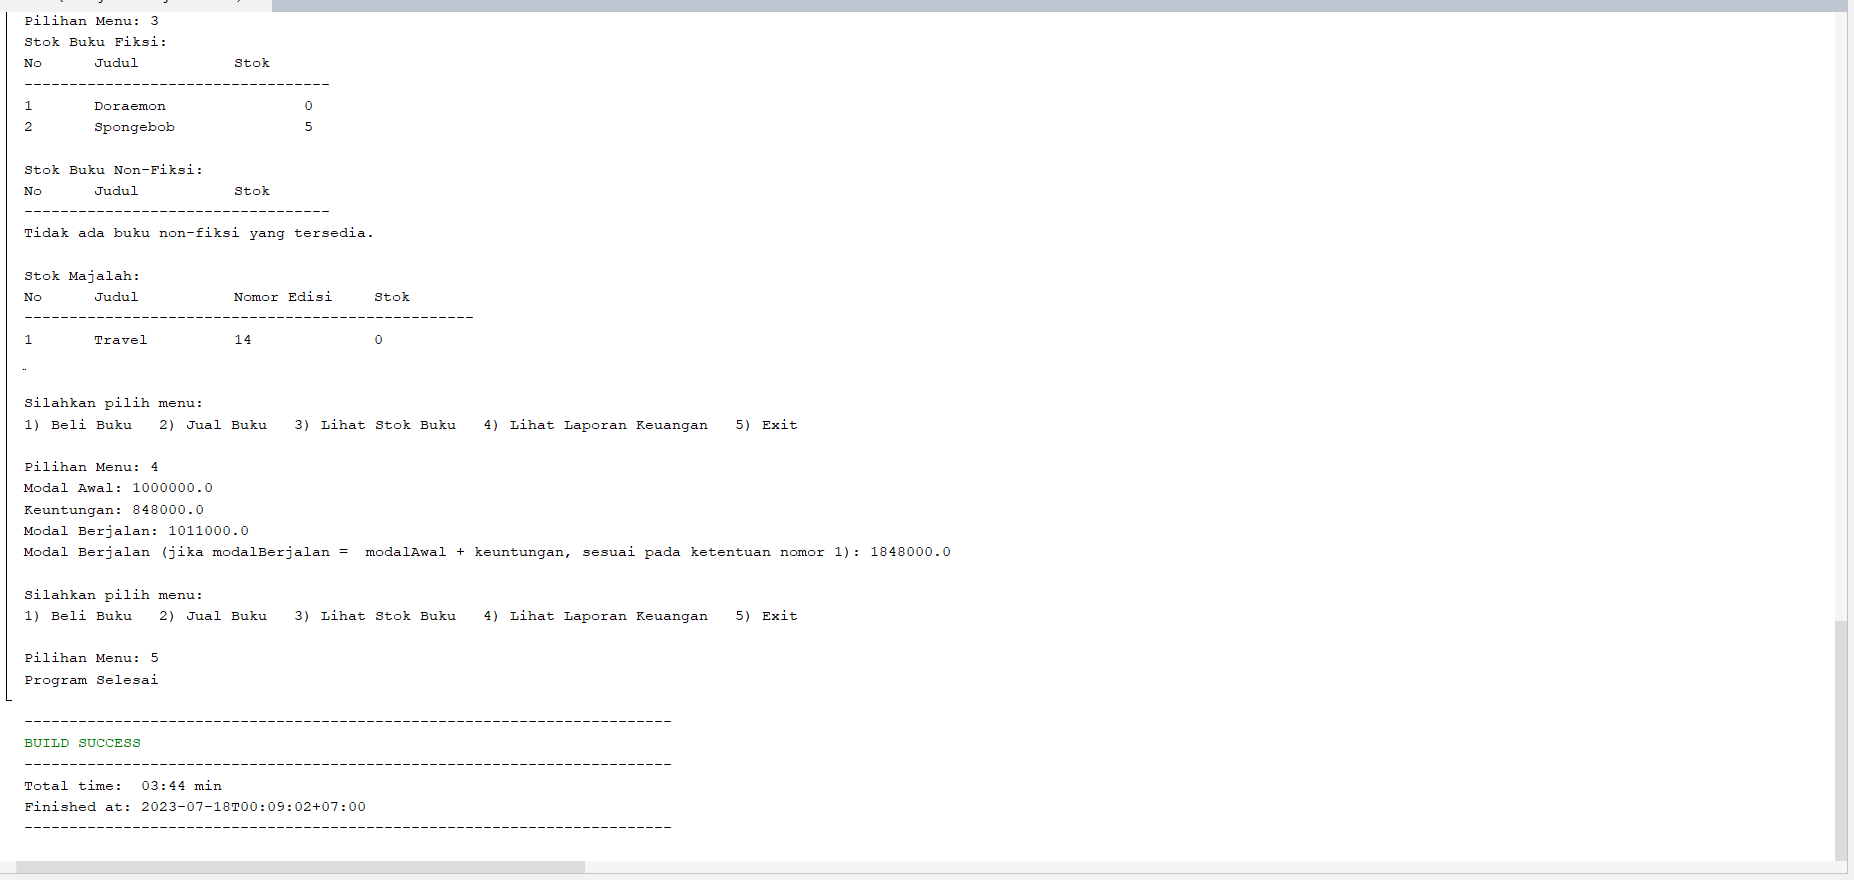 Pilihan Menu: 3
Stok Buku Fiksi:
No Judul Stok
----------------------------------
1 Doraemon 0
2 Spongebob 5
Stok Buku Non-Fiksi:
No Judul Stok
----------------------------------
Tidak ada buku non-fiksi yang tersedia.
Stok Majalah:
No Judul Nomor Edisi Stok
--------------------------------------------------
1 Travel 14 0
Silahkan pilih menu:
1) Beli Buku 2) Jual Buku 3) Lihat Stok Buku 4) Lihat Laporan Keuangan 5) Exit
Pilihan Menu: 4
Modal Awal: 1000000.0
Keuntungan: 848000.0
Modal Berjalan: 1011000.0
Modal Berjalan (jika modalBerjalan =  modalAwal + keuntungan, sesuai pada ketentuan nomor 1): 1848000.0
Silahkan pilih menu:
1) Beli Buku 2) Jual Buku 3) Lihat Stok Buku 4) Lihat Laporan Keuangan 5) Exit
Pilihan Menu: 5
Program Selesai
------------------------------------------------------------------------
BUILD SUCCESS
------------------------------------------------------------------------
Total time:  03:44 min
Finished at: 2023-07-18T00:09:02+07:00
------------------------------------------------------------------------